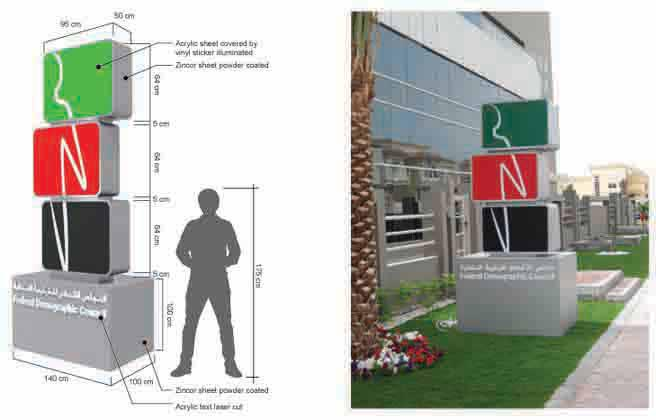 95 cm
50 cm
Acrylic sheet covered by
vinyl sticker illuminated
Zincor sheet powder coated
64 cm
5 cm
64 cm
5 cm
64 cm
5 cm
Federal Demographic Council
100 cm
175 cm
140 cm
100 cm
Zincor sheet powder coated
Acrylic text laser cut
Federal Demographic Council